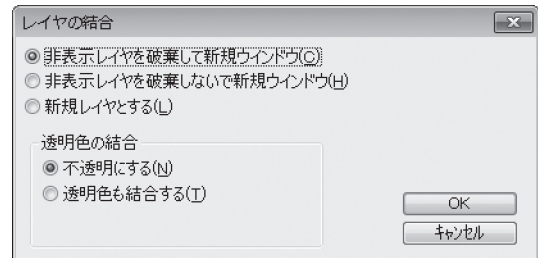 レイヤの結合
非表示レイヤを破棄して新規ウインドウ(C)
非表示レイヤを破棄しないで新規ウインドウ(H)
新規レイヤとする(L)
透明色の結合
不透明にする(N)
透明色も結合する(T)
OK
キャンセル